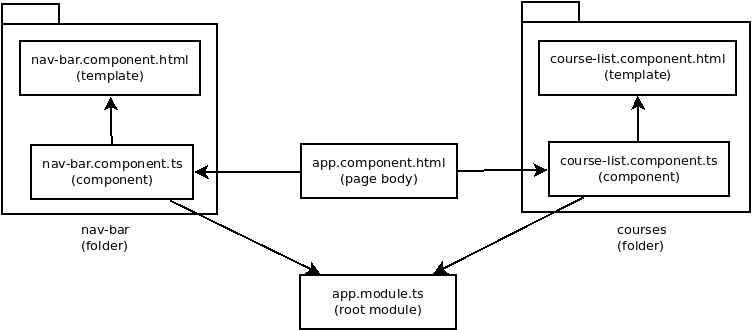 nav-bar.component.html
(template)
nav-bar.component.ts
(component)
nav-bar
(folder)
app.component.html
(page body)
app.module.ts
(root module)
course-list.component.html
(template)
course-list.component.ts
(component)
courses
(folder)